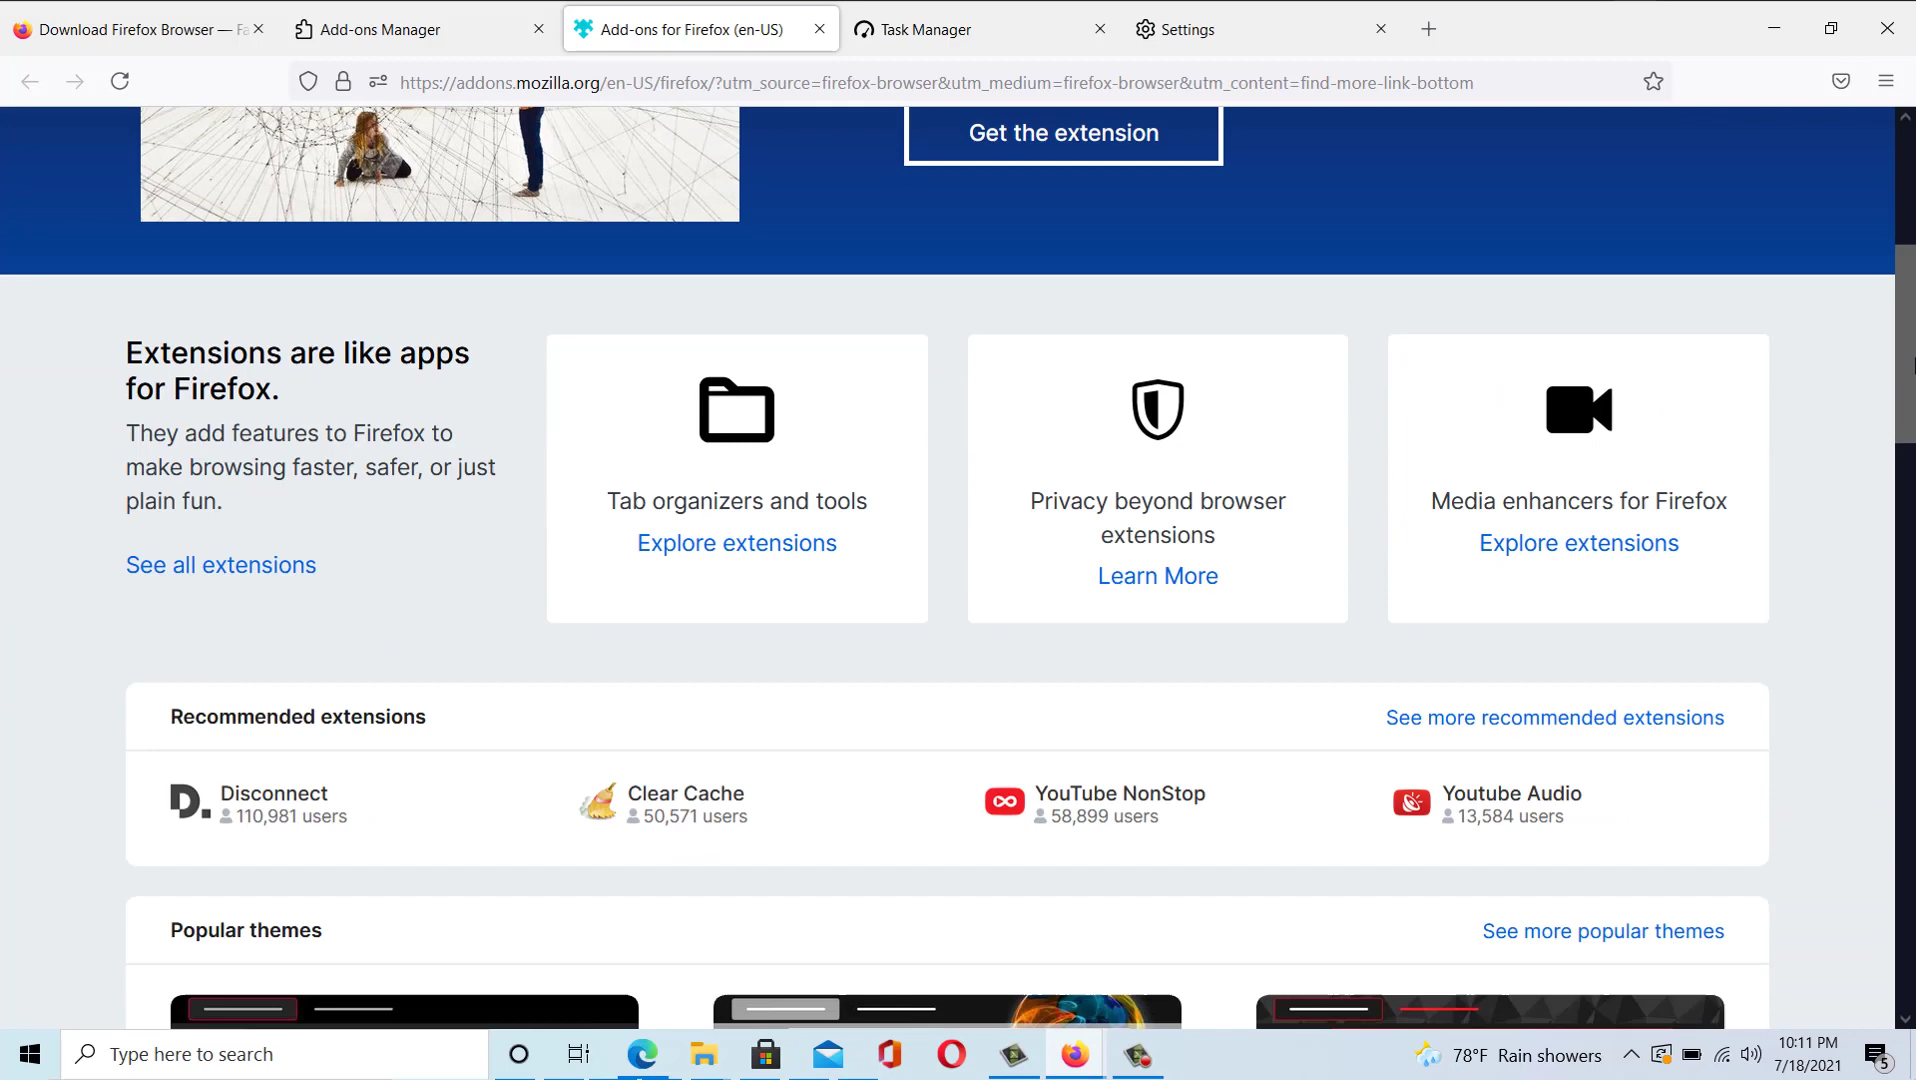 Download Firefox Browser — Fa
Add-ons Manager
Add-ons for Firefox (en-US)
Task Manager
Settings
https://addons.mozilla.org/en-US/firefox/?utm_source=firefox-browser&utm_medium=firefox-browser&utm_content=find-more-link-bottom
Get the extension
Extensions are like apps
for Firefox.
They add features to Firefox to
make browsing faster, safer, or just
plain fun.
See all extensions
Tab organizers and tools
Explore extensions
Privacy beyond browser
extensions
Learn More
Media enhancers for Firefox
Explore extensions
Recommended extensions
See more recommended extensions
D.
Disconnect
110,981 users
Clear Cache
50,571 users
YouTube NonStop
58,899 users
Youtube Audio
13,584 users
Popular themes
See more popular themes
Type here to search
78°F Rain showers
10:11 PM
7/18/2021
5